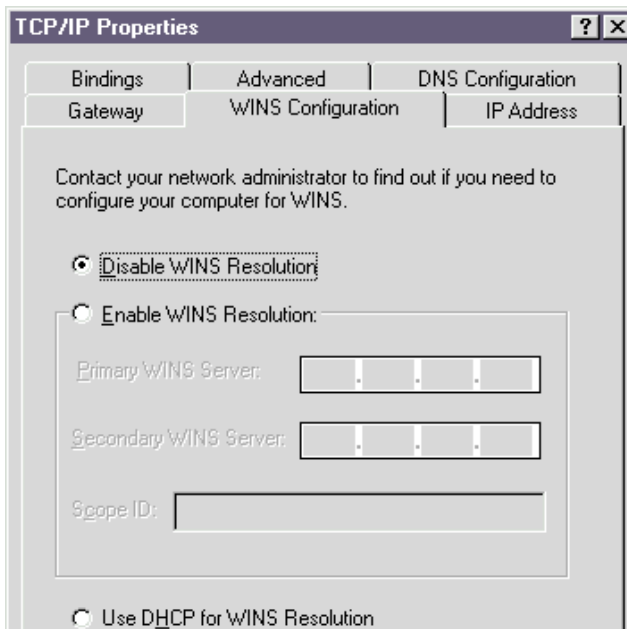 TCP/IP Properties
Bindings Advanced DNS Configuration
Gateway WINS Configuration IP Address
Contact your network administrator to find out if you need to
configure your computer for WINS.
Disable WINS Resolution
Enable WINS Resolution:
Primary WINS Server:
Secondary WINS Server:
Scope ID:
Use DHCP for WINS Resolution